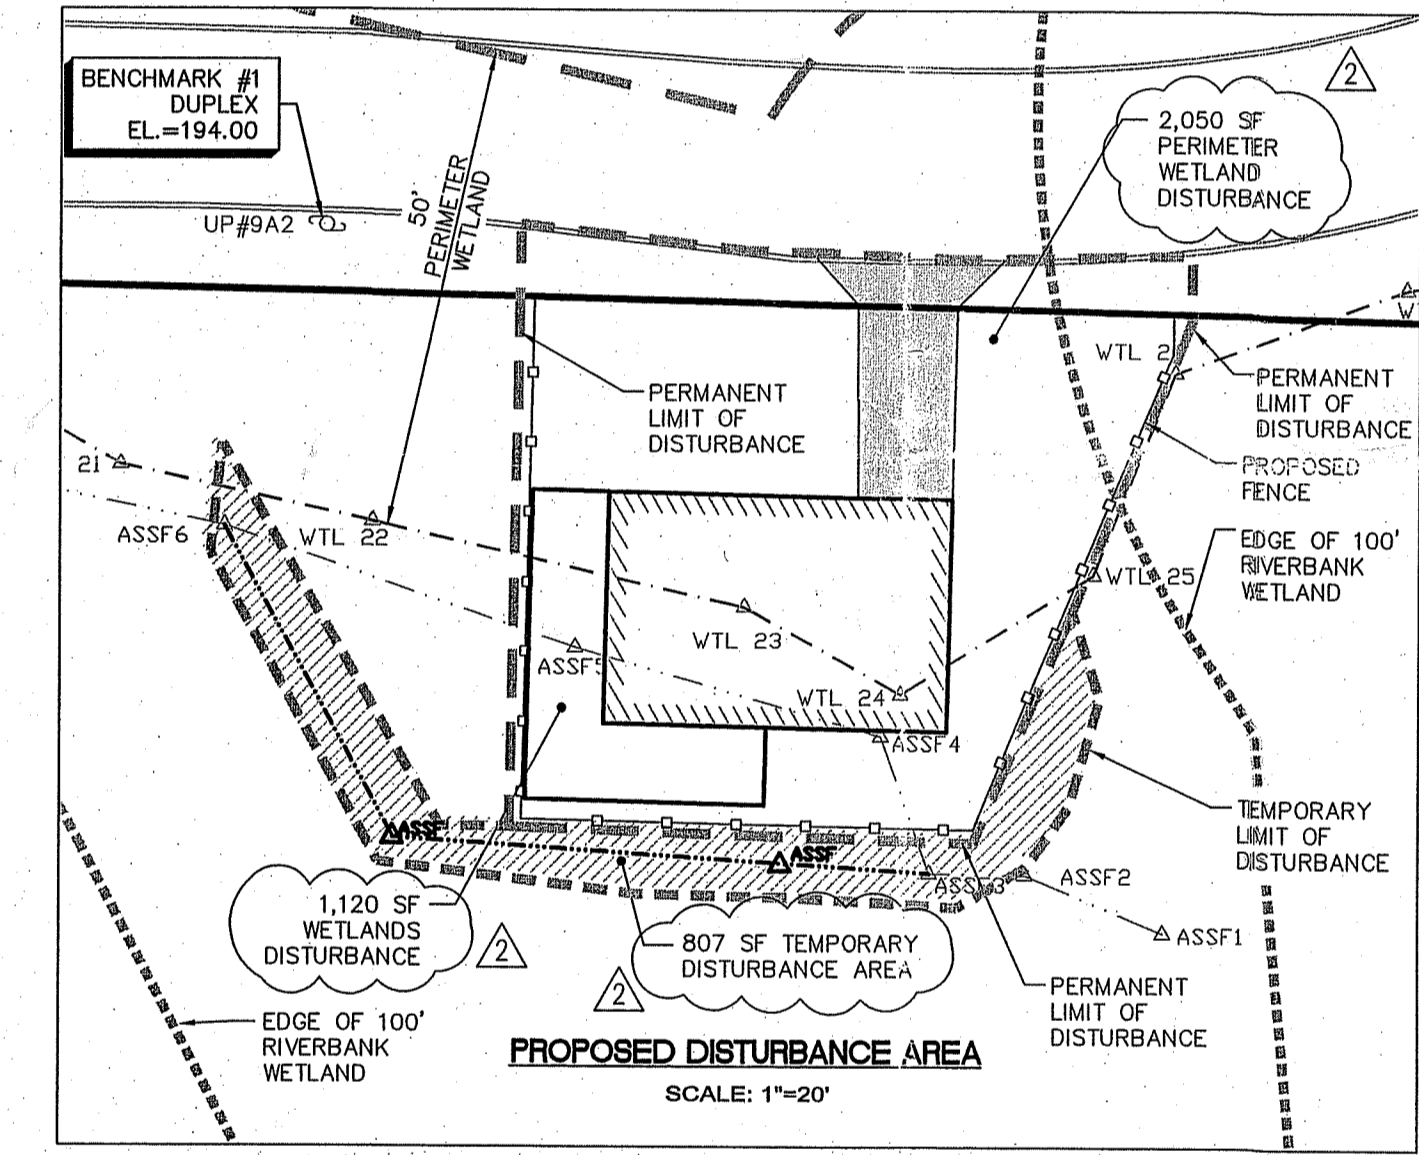 BENCHMARK #1
DUPLEX
EL.=194.00
2
2,050 SF
PERIMETER
WETLAND
DISTURBANCE
UP#9A2
50'
PERIMETER
WETLAND
W
WTL 2
PERMANENT
LIMIT OF
DISTURBANCE
PERMANENT
LIMIT OF
DISTURBANCE
PROPOSED
FENCE
21
ASSF6
WTL 22
EDGE OF 100'
RIVERBANK
WETLAND
WTL 25
WTL 23
ASSF5
WTL 24
ASSF4
TEMPORARY
LIMIT OF
DISTURBANCE
ASSF
ASSF
ASSF3
ASSF2
ASSF1
1,120 SF
WETLANDS
DISTURBANCE
2
807 SF TEMPORARY
DISTURBANCE AREA
2
PERMANENT
LIMIT OF
DISTURBANCE
EDGE OF 100'
RIVERBANK
WETLAND
PROPOSED DISTURBANCE AREA
SCALE: 1"=20'